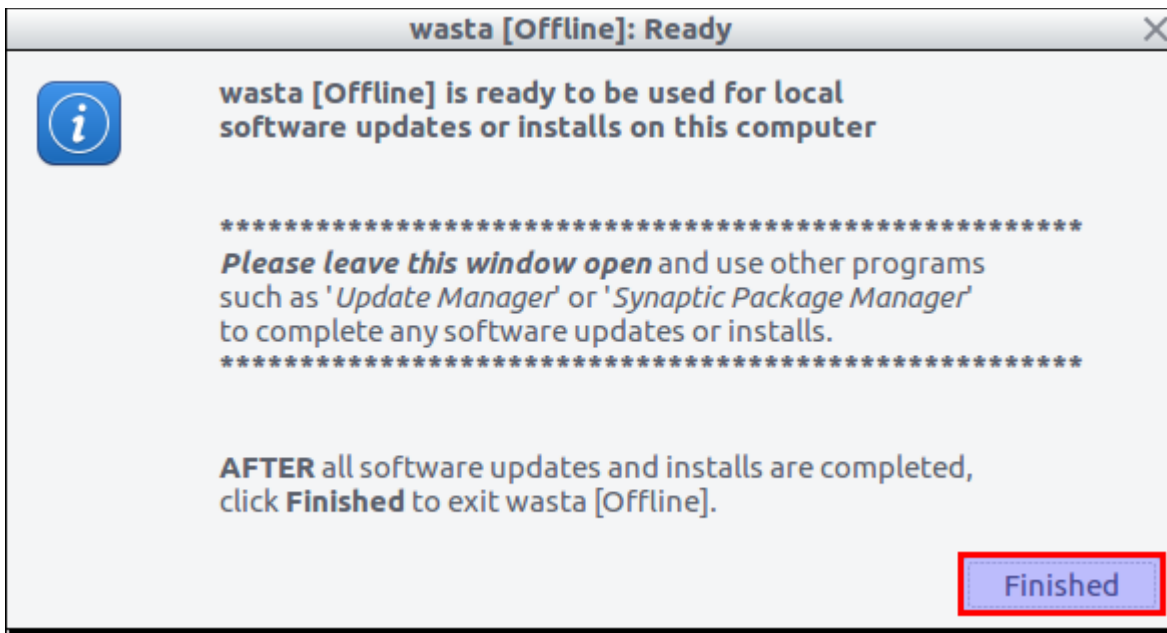 wasta [Offline]: Ready
wasta [Offline] is ready to be used for local
software updates or installs on this computer
******************************************************
Please leave this window open and use other programs
such as 'Update Manager' or 'Synaptic Package Manager'
to complete any software updates or installs.
******************************************************
AFTER all software updates and installs are completed,
click Finished to exit wasta [Offline].
Finished